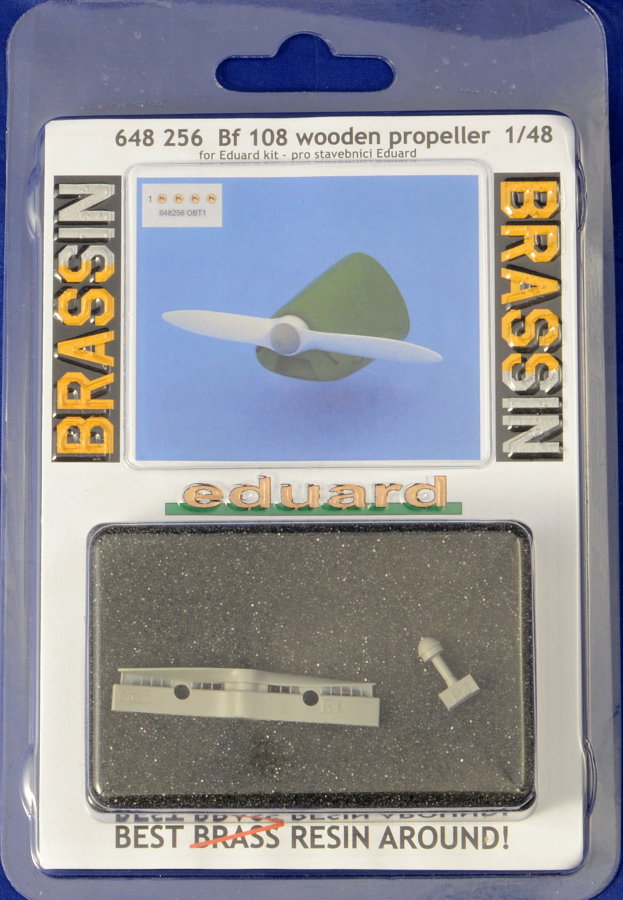 648 256 Bf 108 wooden propeller 1/48
for Eduard kit - pro stavebnici Eduard
BRASSIN
1
648256 OBT1
BRASSIN
eduard
BEST BRASS RESIN AROUND!